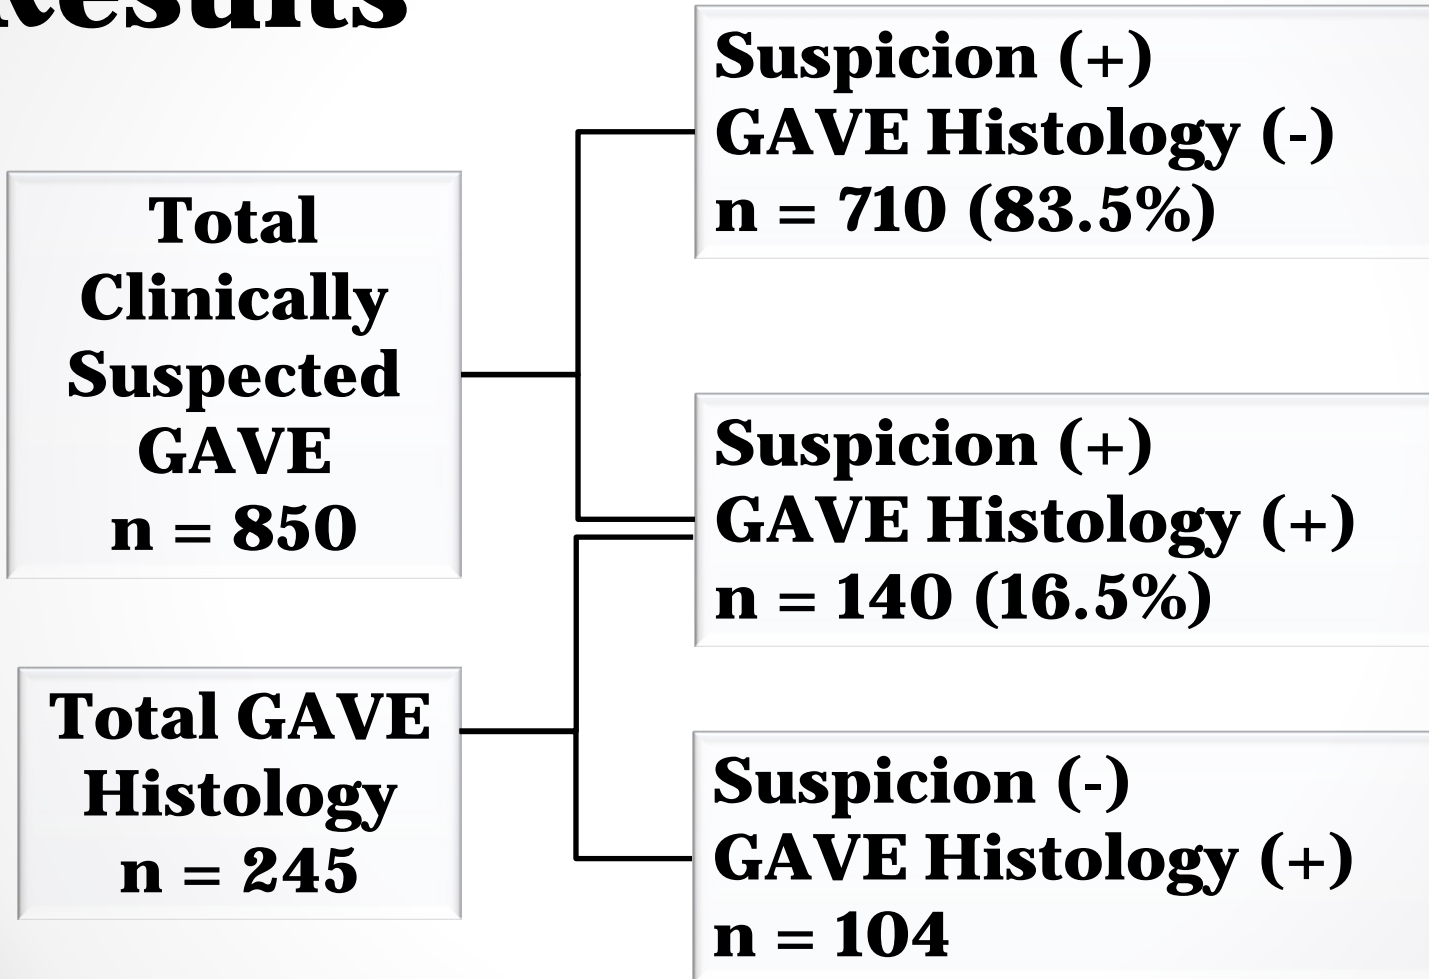 Results
Suspicion (+)
GAVE Histology (-)
n = 710 (83.5%)
Total
Clinically
Suspected
GAVE
n = 850
Suspicion (+)
GAVE Histology (+)
n = 140 (16.5%)
Total GAVE
Histology
n = 245
Suspicion (-)
GAVE Histology (+)
n = 104